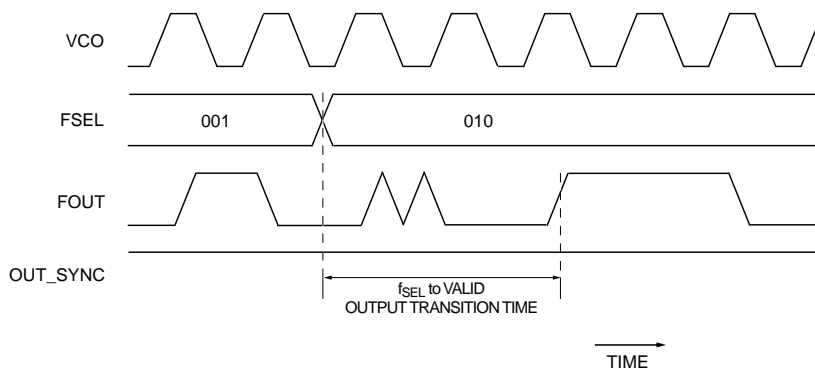 VCO
FSEL
001
010
FOUT
OUT_SYNC
fSEL to VALID
OUTPUT TRANSITION TIME
TIME